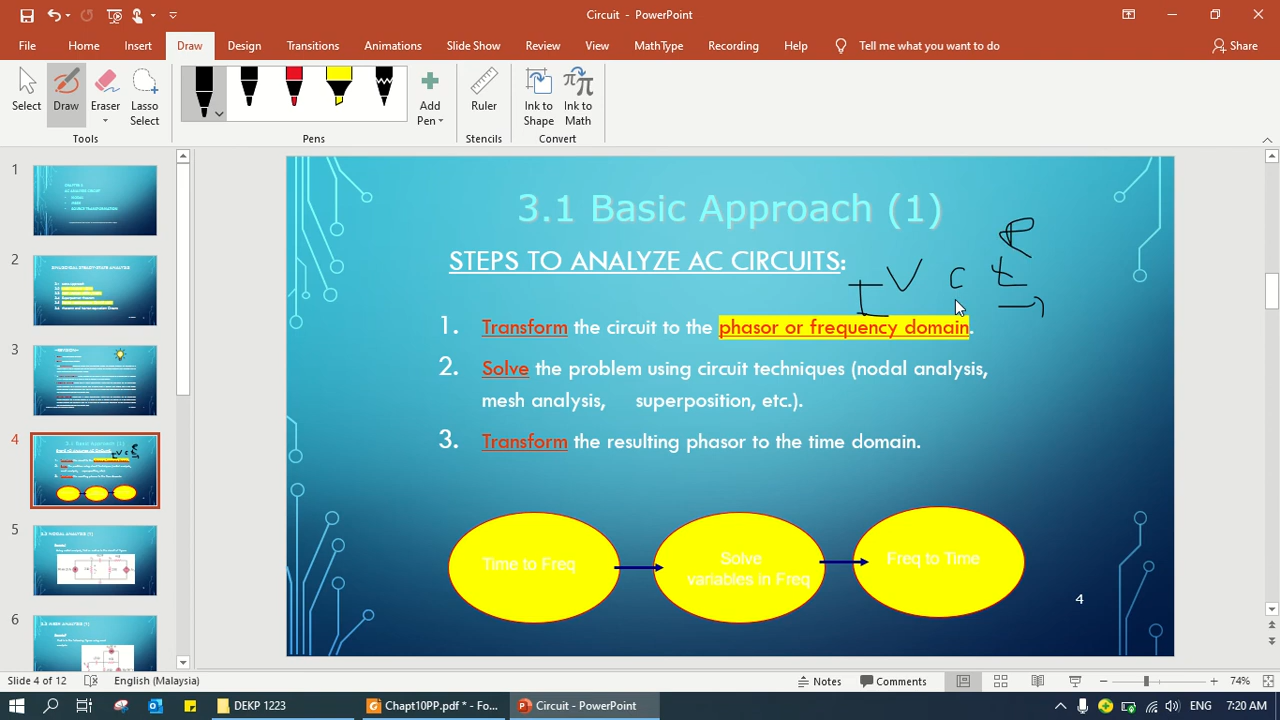 Circuit - PowerPoint
File Home Insert Draw Design Transitions Animations Slide Show Review View MathType Recording Help Tell me what you want to do Share
Select Draw Eraser Lasso Select Add Pen Ruler Ink to Shape Ink to Math
Tools Pens Stencils Convert
1
2
3
4
5
6
3.1 Basic Approach (1)
STEPS TO ANALYZE AC CIRCUITS:
R
I V C L
1. Transform the circuit to the phasor or frequency domain.
2. Solve the problem using circuit techniques (nodal analysis,
mesh analysis, superposition, etc.).
3. Transform the resulting phasor to the time domain.
Time to Freq
Solve
variables in Freq
Freq to Time
4
Slide 4 of 12 English (Malaysia) Notes Comments 74%
DEKP 1223 Chapt10PP.pdf * - Fo... Circuit - PowerPoint ENG 7:20 AM